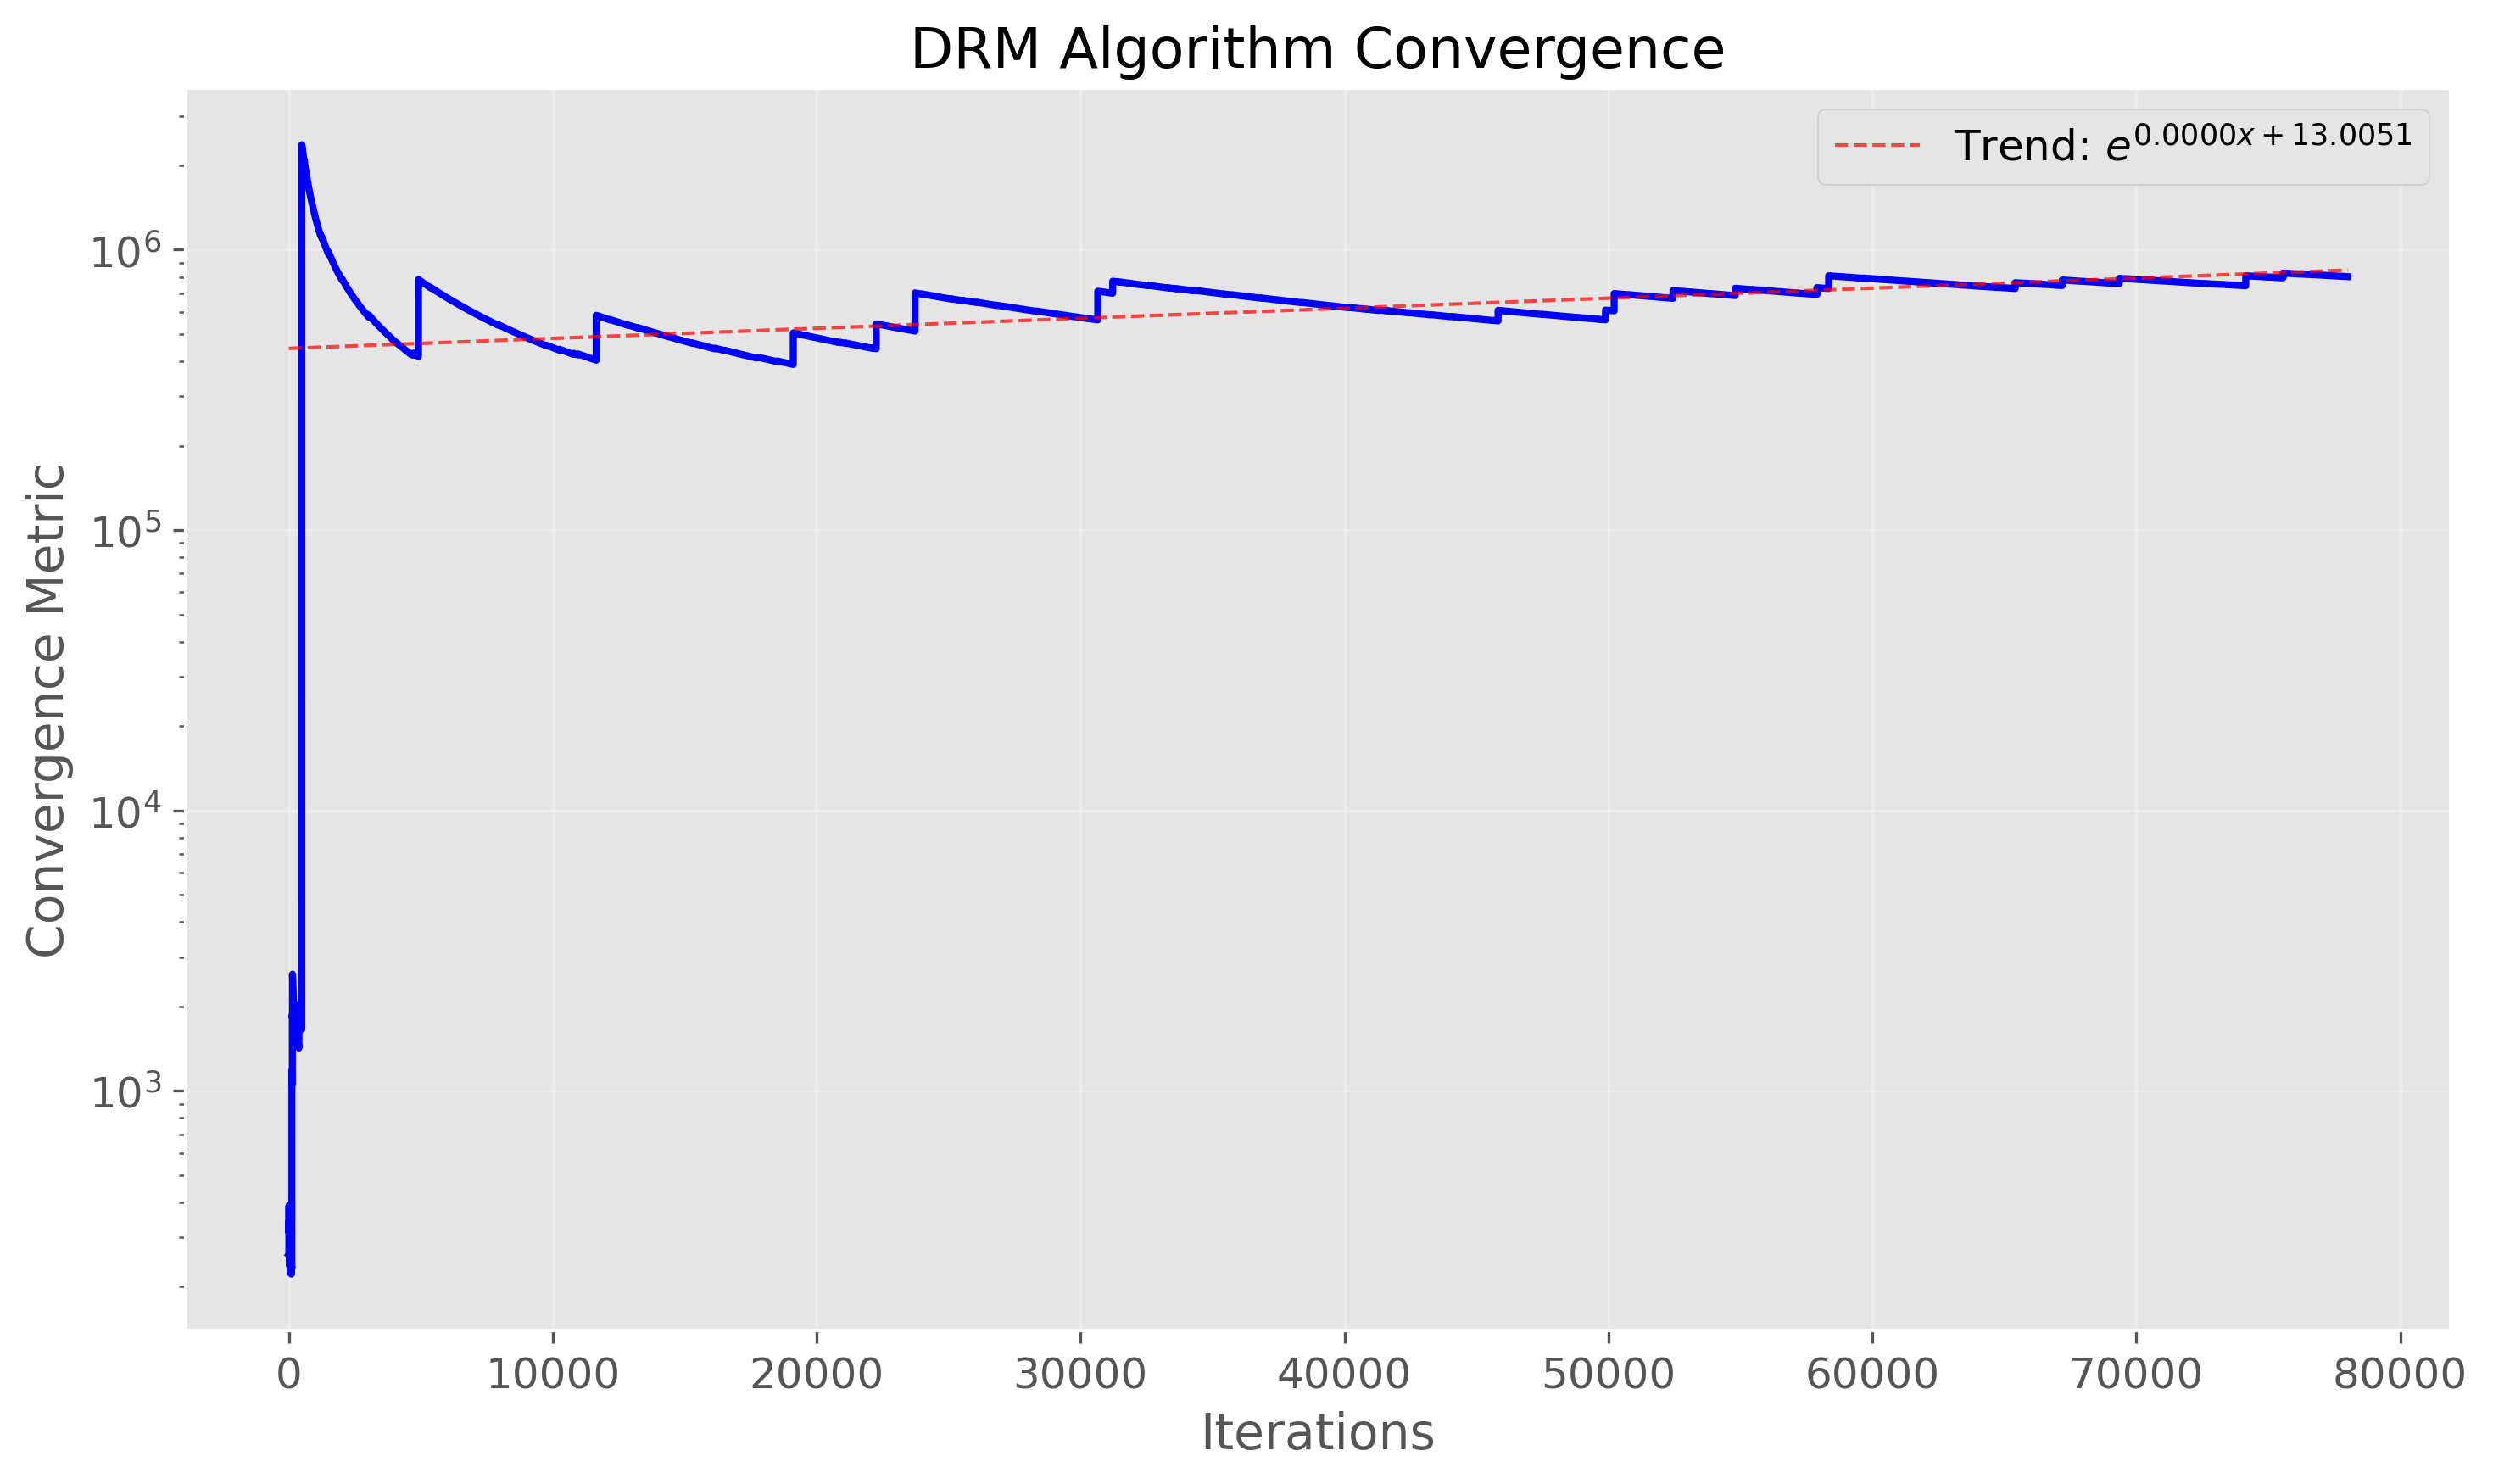 DRM Algorithm Convergence
Trend: e^{0.0000x + 13.0051}
Convergence Metric
10^6
10^5
10^4
10^3
0 10000 20000 30000 40000 50000 60000 70000 80000
Iterations